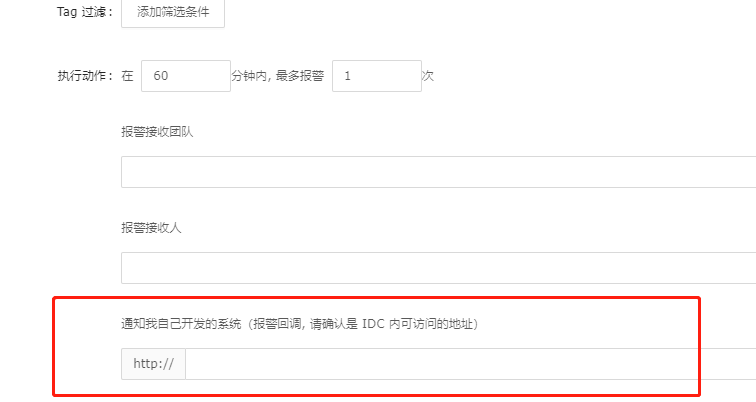 Tag 过滤： 添加筛选条件
执行动作： 在 60 分钟内, 最多报警 1 次
报警接收团队
报警接收人
通知我自己开发的系统（报警回调, 请确认是 IDC 内可访问的地址）
http://